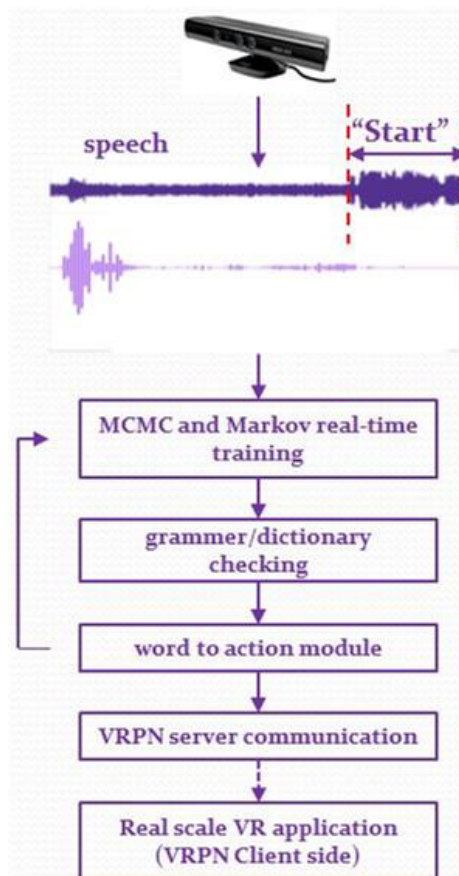 “Start”
speech
MCMC and Markov real-time
training
grammer/dictionary
checking
word to action module
VRPN server communication
Real scale VR application
(VRPN Client side)